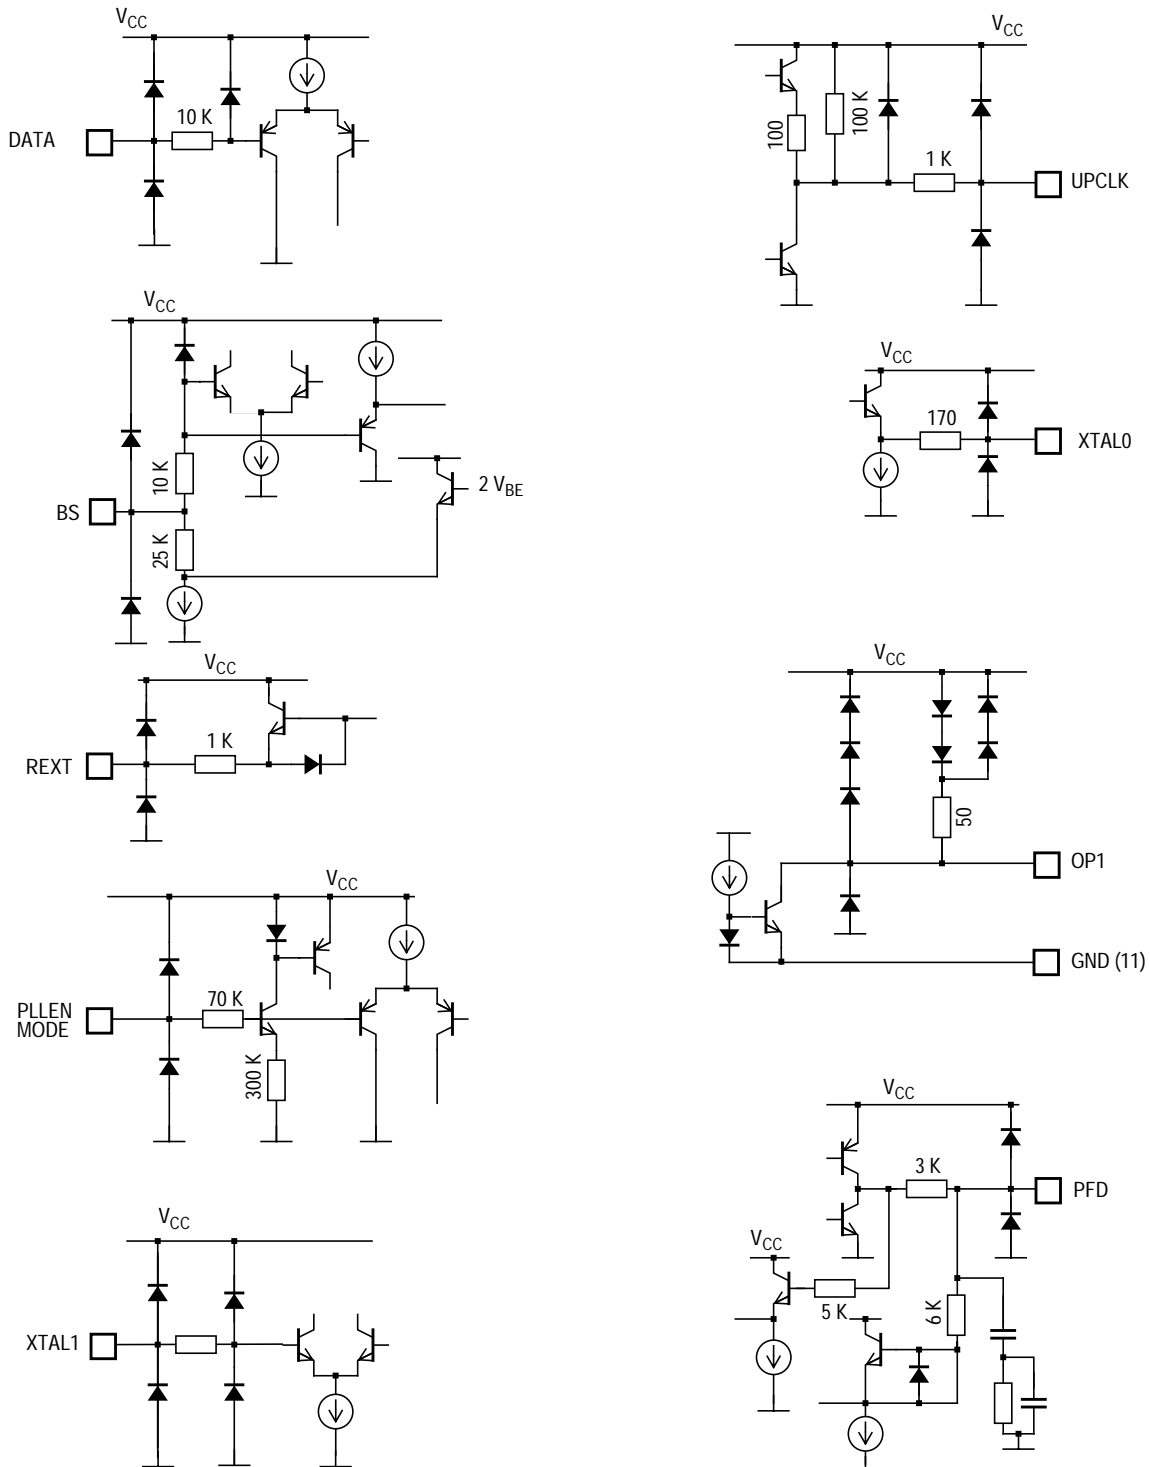 VCC
10 K
DATA
VCC
10 K
BS
25 K
2 VBE
VCC
1 K
REXT
VCC
70 K
PLLEN
MODE
300 K
VCC
XTAL1
VCC
100
100 K
1 K
UPCLK
VCC
170
XTAL0
VCC
50
OP1
GND (11)
VCC
3 K
PFD
VCC
5 K
6 K